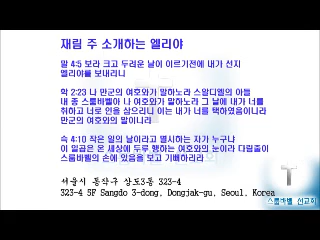 재림 주 소개하는 엘리야
말 4:5 보라 크고 두려운 날이 이르기전에 내가 선지
엘리야를 보내리니
학 2:23 나 만군의 여호와가 말하노라 스알디엘의 아들
내 종 스룹바벨아 나 여호와가 말하노라 그 날에 내가 너를
취하고 너로 인을 삼으리니 이는 내가 너를 택하였음이니라
만군의 여호와의 말이니라
슥 4:10 작은 일의 날이라고 멸시하는 자가 누구냐
이 일곱은 온 세상에 두루 행하는 여호와의 눈이라 다림줄이
스룹바벨의 손에 있음을 보고 기뻐하리라
서울시 동작구 상도3동 323-4
323-4 5F Sangdo 3-dong, Dongjak-gu, Seoul, Korea
스룹바벨 선교회